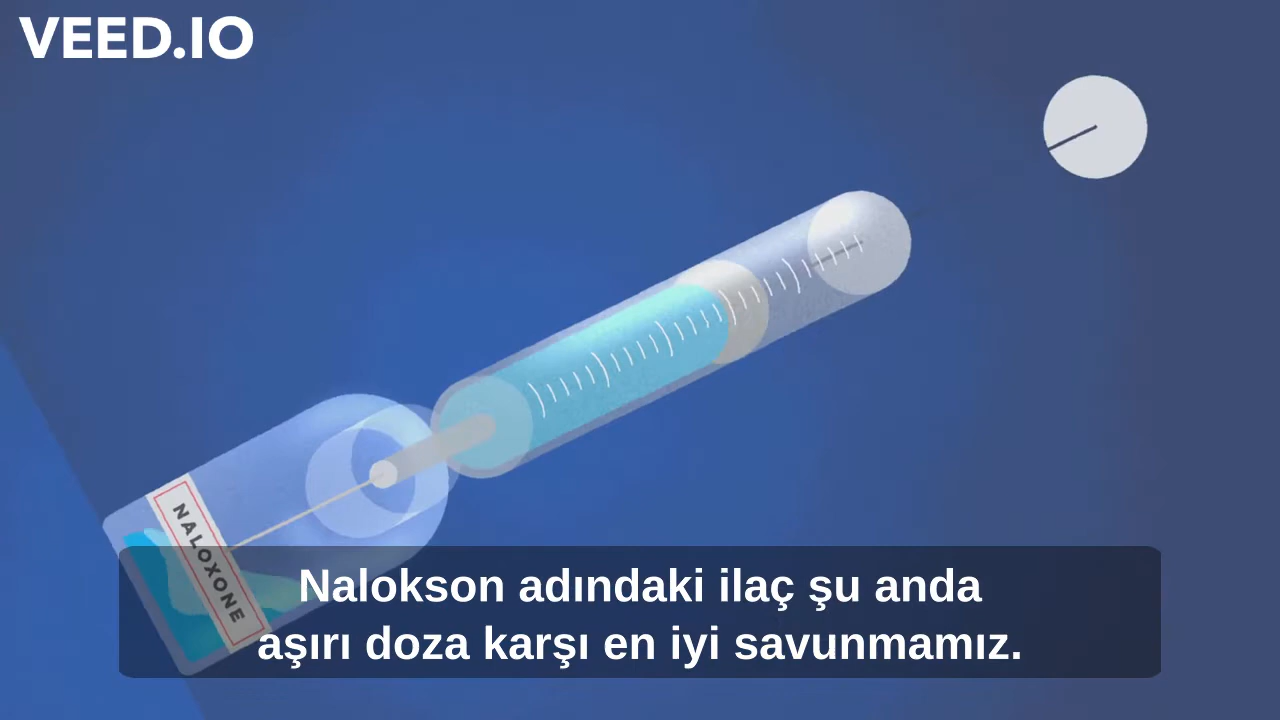 VEED.IO
NALOXONE
Nalokson adındaki ilaç şu anda
aşırı doza karşı en iyi savunmamız.